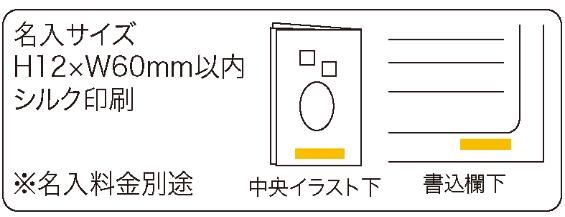 名入サイズ
H12×W60mm以内
シルク印刷
※名入料金別途
中央イラスト下
書込欄下